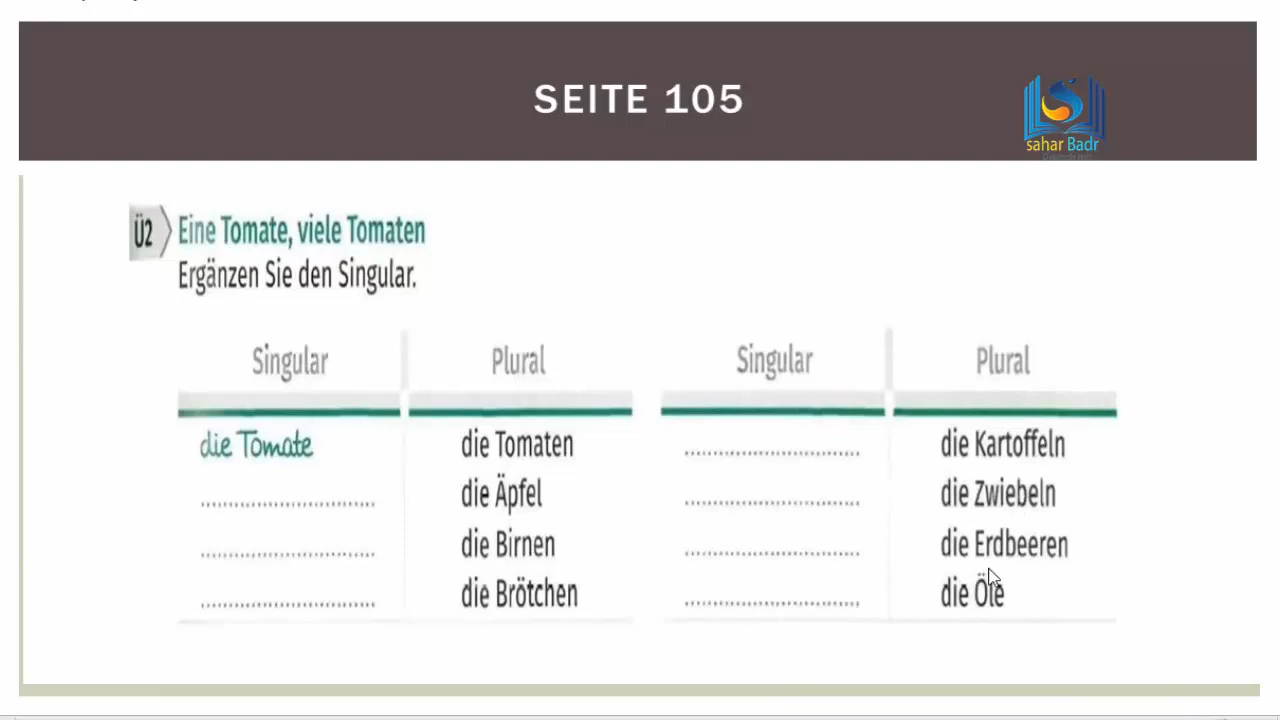 SEITE 105
sahar Badr
Ü2 Eine Tomate, viele Tomaten
Ergänzen Sie den Singular.
Singular Plural Singular Plural
die Tomate die Tomaten .................... die Kartoffeln
.................... die Äpfel .................... die Zwiebeln
.................... die Birnen .................... die Erdbeeren
.................... die Brötchen .................... die Öle